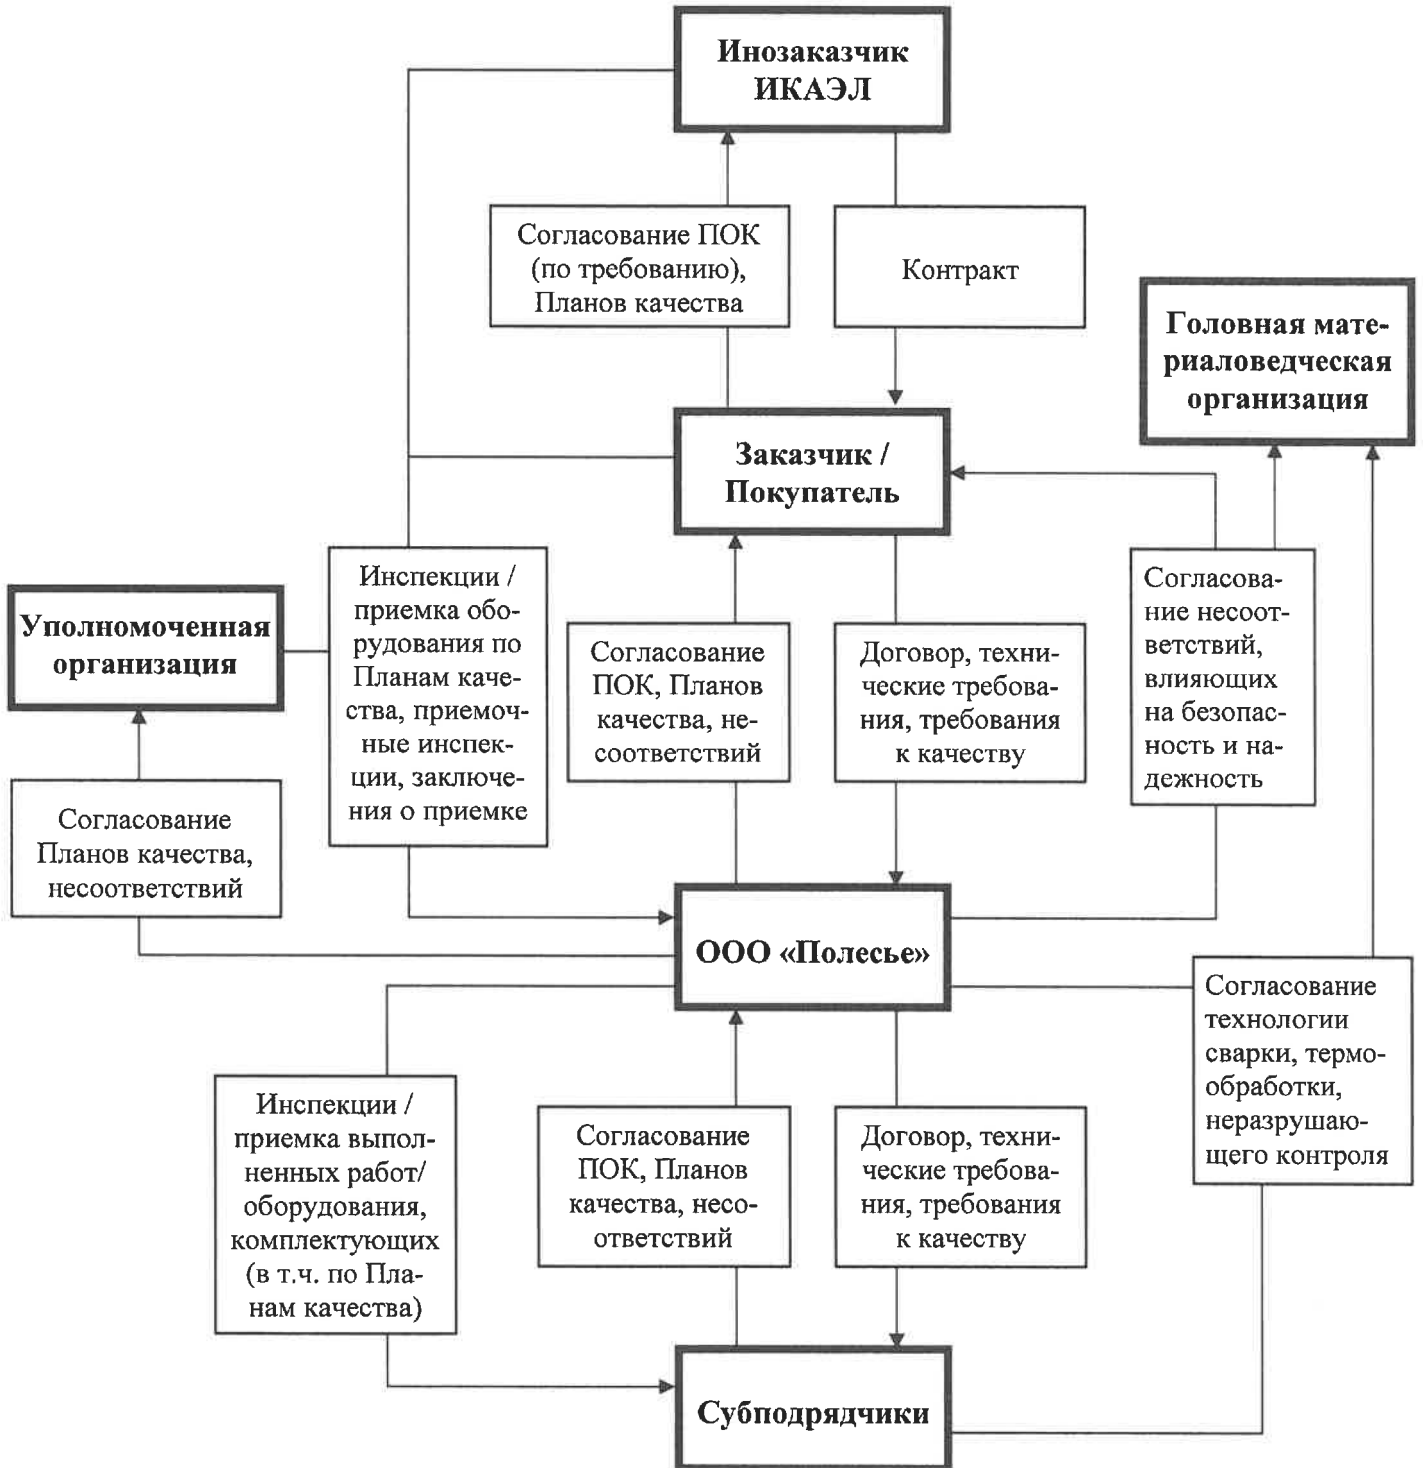 Инозаказчик
ИКАЭЛ
Согласование ПОК
(по требованию),
Планов качества
Контракт
Головная мате-
риаловедческая
организация
Заказчик /
Покупатель
Уполномоченная
организация
Инспекции /
приемка обо-
рудования по
Планам каче-
ства, приемоч-
ные инспек-
ции, заключе-
ния о приемке
Согласование
ПОК, Планов
качества, не-
соответствий
Договор, техни-
ческие требова-
ния, требования
к качеству
Согласова-
ние несоот-
ветствий,
влияющих
на безопас-
ность и на-
дежность
Согласование
Планов качества,
несоответствий
ООО «Полесье»
Согласование
технологии
сварки, термо-
обработки,
неразрушаю-
щего контроля
Инспекции /
приемка выпол-
ненных работ/
оборудования,
комплектующих
(в т.ч. по Пла-
нам качества)
Согласование
ПОК, Планов
качества, несо-
ответствий
Договор, техни-
ческие требова-
ния, требования
к качеству
Субподрядчики